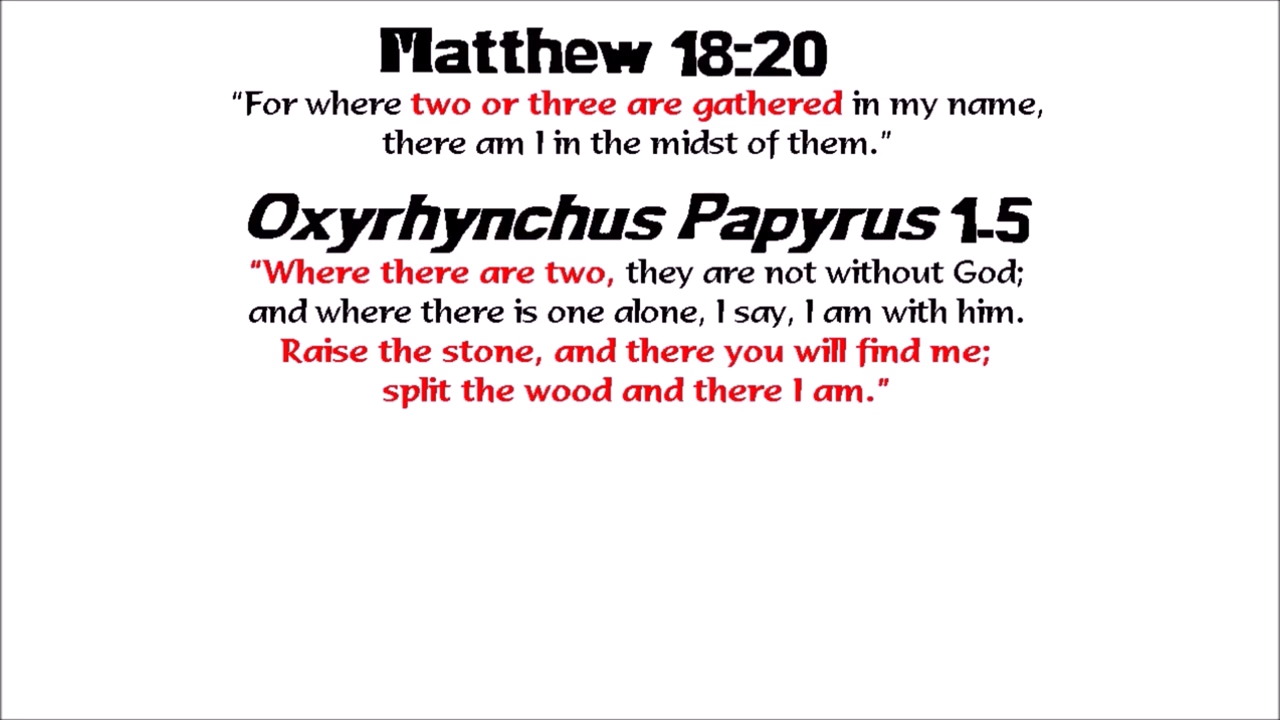 Matthew 18:20
"For where two or three are gathered in my name,
there am I in the midst of them."
Oxyrhynchus Papyrus 1.5
"Where there are two, they are not without God;
and where there is one alone, I say, I am with him.
Raise the stone, and there you will find me;
split the wood and there I am."